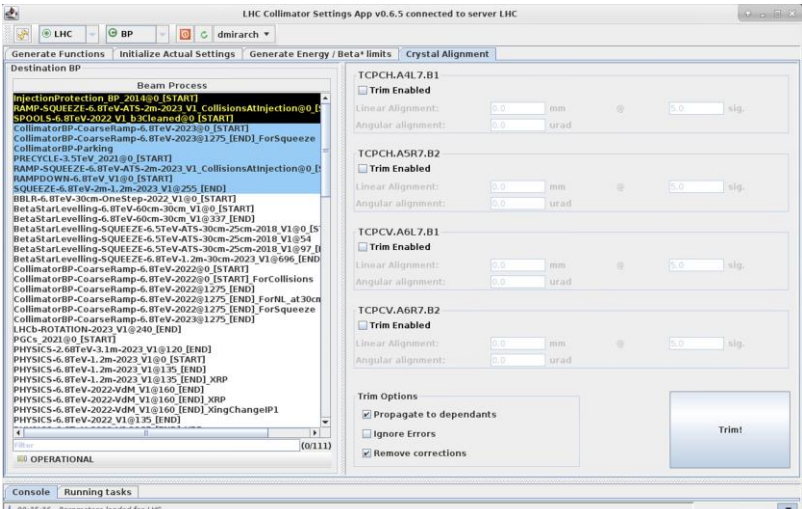 LHC Collimator Settings App v0.6.5 connected to server LHC
LHC BP dmirarch
Generate Functions Initialize Actual Settings Generate Energy / Beta* limits Crystal Alignment
Destination BP
Beam Process
InjectionProtection_BP_2014@0_[START]
RAMP-SQUEEZE-6.8TeV-ATS-2m-2023_V1_CollisionsAtInjection@0_[S
SPOOLS-6.8TeV-2022_V1_b3Cleaned@0_[START]
CollimatorBP-CoarseRamp-6.8TeV-2023@0_[START]
CollimatorBP-CoarseRamp-6.8TeV-2023@1275_[END]_ForSqueeze
CollimatorBP-Parking
PRECYCLE-3.5TeV_2021@0_[START]
RAMP-SQUEEZE-6.8TeV-ATS-2m-2023_V1_CollisionsAtInjection@0_[S
RAMPDOWN-6.8TeV_V1@0_[START]
SQUEEZE-6.8TeV-2m-1.2m-2023_V1@255_[END]
BBLR-6.8TeV-30cm-OneStep-2022_V1@0_[START]
BetaStarLevelling-6.8TeV-60cm-30cm_V1@0_[START]
BetaStarLevelling-6.8TeV-60cm-30cm_V1@337_[END]
BetaStarLevelling-SQUEEZE-6.5TeV-ATS-30cm-25cm-2018_V1@0_[S
BetaStarLevelling-SQUEEZE-6.5TeV-ATS-30cm-25cm-2018_V1@54
BetaStarLevelling-SQUEEZE-6.5TeV-ATS-30cm-25cm-2018_V1@97_[
BetaStarLevelling-SQUEEZE-6.8TeV-1.2m-30cm-2023_V1@696_[END
CollimatorBP-CoarseRamp-6.8TeV-2022@0_[START]
CollimatorBP-CoarseRamp-6.8TeV-2022@0_[START]_ForCollisions
CollimatorBP-CoarseRamp-6.8TeV-2022@1275_[END]
CollimatorBP-CoarseRamp-6.8TeV-2022@1275_[END]_ForNL_at30cm
CollimatorBP-CoarseRamp-6.8TeV-2022@1275_[END]_ForSqueeze
CollimatorBP-CoarseRamp-6.8TeV-2023@1275_[END]
LHCb-ROTATION-2023_V1@240_[END]
PGCs_2021@0_[START]
PHYSICS-2.68TeV-3.1m-2023_V1@120_[END]
PHYSICS-6.8TeV-1.2m-2023_V1@0_[START]
PHYSICS-6.8TeV-1.2m-2023_V1@135_[END]
PHYSICS-6.8TeV-1.2m-2023_V1@135_[END]_XRP
PHYSICS-6.8TeV-2022-VdM_V1@160_[END]
PHYSICS-6.8TeV-2022-VdM_V1@160_[END]_XRP
PHYSICS-6.8TeV-2022-VdM_V1@160_[END]_XingChangeIP1
PHYSICS-6.8TeV-2022_V1@135_[END]
Filter (0/111)
OPERATIONAL
TCPCH.A4L7.B1
Trim Enabled
Linear Alignment: 0.0 mm @ 5.0 sig.
Angular alignment: 0.0 urad
TCPCH.A5R7.B2
Trim Enabled
Linear Alignment: 0.0 mm @ 5.0 sig.
Angular alignment: 0.0 urad
TCPCV.A6L7.B1
Trim Enabled
Linear Alignment: 0.0 mm @ 5.0 sig.
Angular alignment: 0.0 urad
TCPCV.A6R7.B2
Trim Enabled
Linear Alignment: 0.0 mm @ 5.0 sig.
Angular alignment: 0.0 urad
Trim Options
Propagate to dependants
Ignore Errors
Remove corrections
Trim!
Console Running tasks